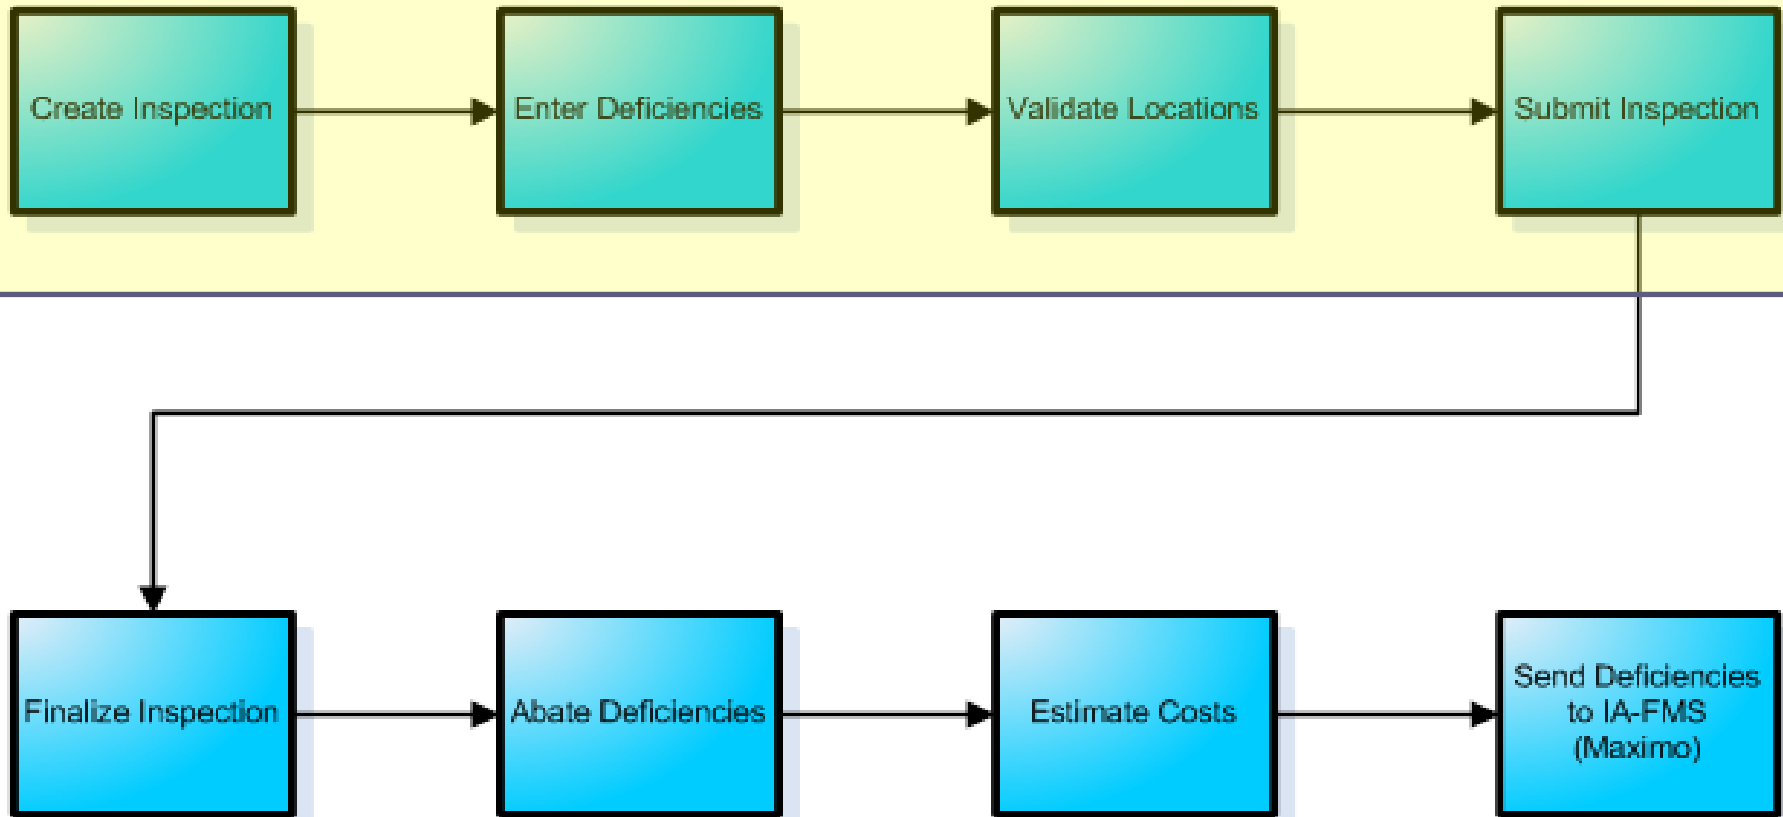 Create Inspection
Enter Deficiencies
Validate Locations
Submit Inspection
Finalize Inspection
Abate Deficiencies
Estimate Costs
Send Deficiencies
to IA-FMS
(Maximo)